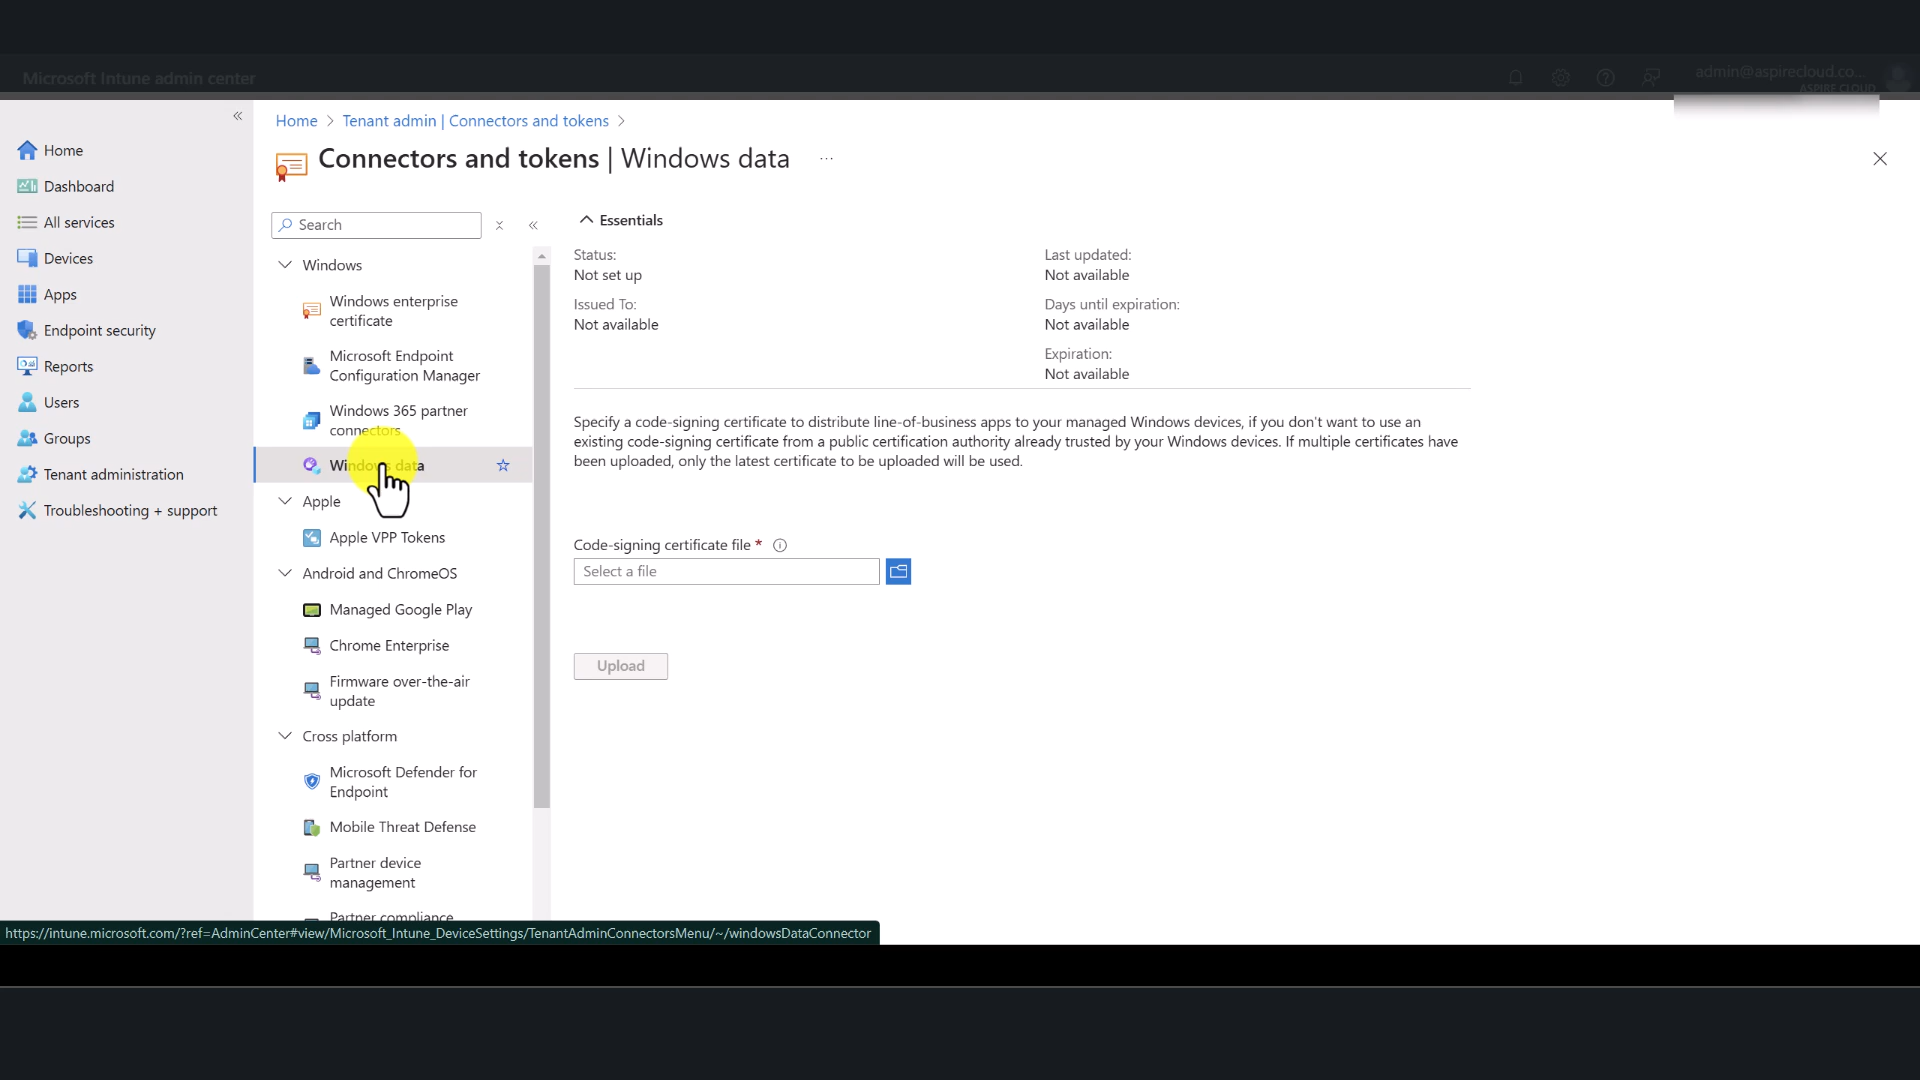 Microsoft Intune admin center
admin@aspirecloud.co...
ASPIRE CLOUD
Home
Dashboard
All services
Devices
Apps
Endpoint security
Reports
Users
Groups
Tenant administration
Troubleshooting + support
Home > Tenant admin | Connectors and tokens >
Connectors and tokens | Windows data ...
Search
Windows
Windows enterprise
certificate
Microsoft Endpoint
Configuration Manager
Windows 365 partner
connectors
Windows data
Apple
Apple VPP Tokens
Android and ChromeOS
Managed Google Play
Chrome Enterprise
Firmware over-the-air
update
Cross platform
Microsoft Defender for
Endpoint
Mobile Threat Defense
Partner device
management
Partner compliance
Essentials
Status:
Not set up
Issued To:
Not available
Last updated:
Not available
Days until expiration:
Not available
Expiration:
Not available
Specify a code-signing certificate to distribute line-of-business apps to your managed Windows devices, if you don't want to use an
existing code-signing certificate from a public certification authority already trusted by your Windows devices. If multiple certificates have
been uploaded, only the latest certificate to be uploaded will be used.
Code-signing certificate file *
Select a file
Upload
https://intune.microsoft.com/?ref=AdminCenter#view/Microsoft_Intune_DeviceSettings/TenantAdminConnectorsMenu/~/windowsDataConnector